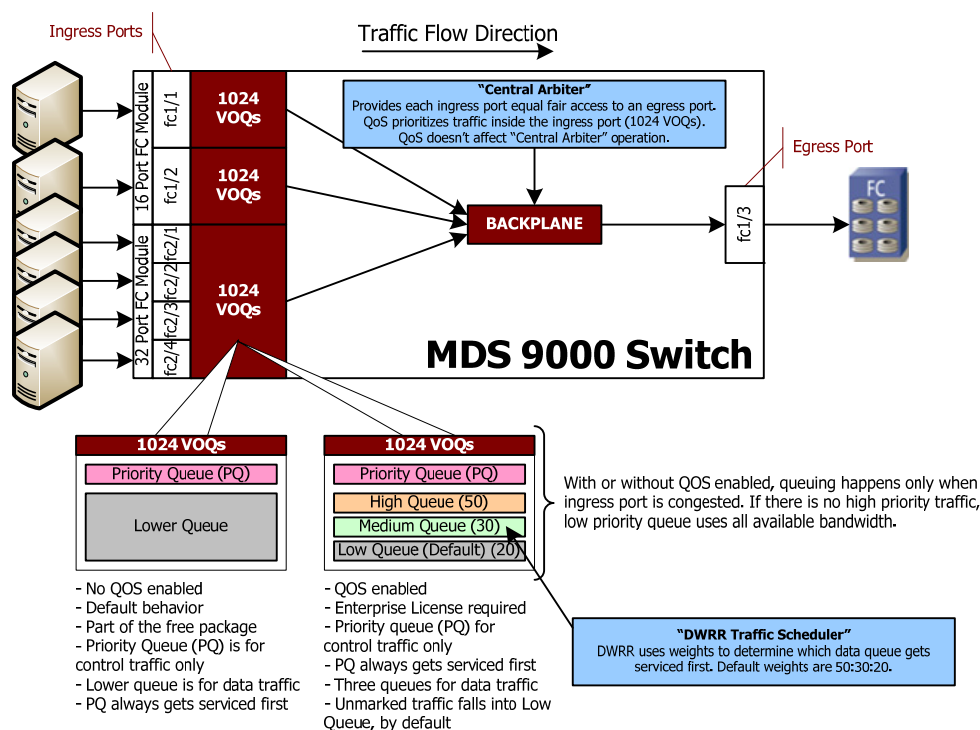 Ingress Ports
Traffic Flow Direction
16 Port FC Module
fc1/1
1024
VOQs
fc1/2
1024
VOQs
32 Port FC Module
fc2/1
fc2/2
fc2/3
fc2/4
1024
VOQs
"Central Arbiter"
Provides each ingress port equal fair access to an egress port.
QoS prioritizes traffic inside the ingress port (1024 VOQs).
QoS doesn't affect "Central Arbiter" operation.
BACKPLANE
Egress Port
fc1/3
FC
MDS 9000 Switch
1024 VOQs
Priority Queue (PQ)
Lower Queue
- No QOS enabled
- Default behavior
- Part of the free package
- Priority Queue (PQ) is for
control traffic only
- Lower queue is for data traffic
- PQ always gets serviced first
1024 VOQs
Priority Queue (PQ)
High Queue (50)
Medium Queue (30)
Low Queue (Default) (20)
- QOS enabled
- Enterprise License required
- Priority queue (PQ) for
control traffic only
- PQ always gets serviced first
- Three queues for data traffic
- Unmarked traffic falls into Low
Queue, by default
With or without QOS enabled, queuing happens only when
ingress port is congested. If there is no high priority traffic,
low priority queue uses all available bandwidth.
"DWRR Traffic Scheduler"
DWRR uses weights to determine which data queue gets
serviced first. Default weights are 50:30:20.